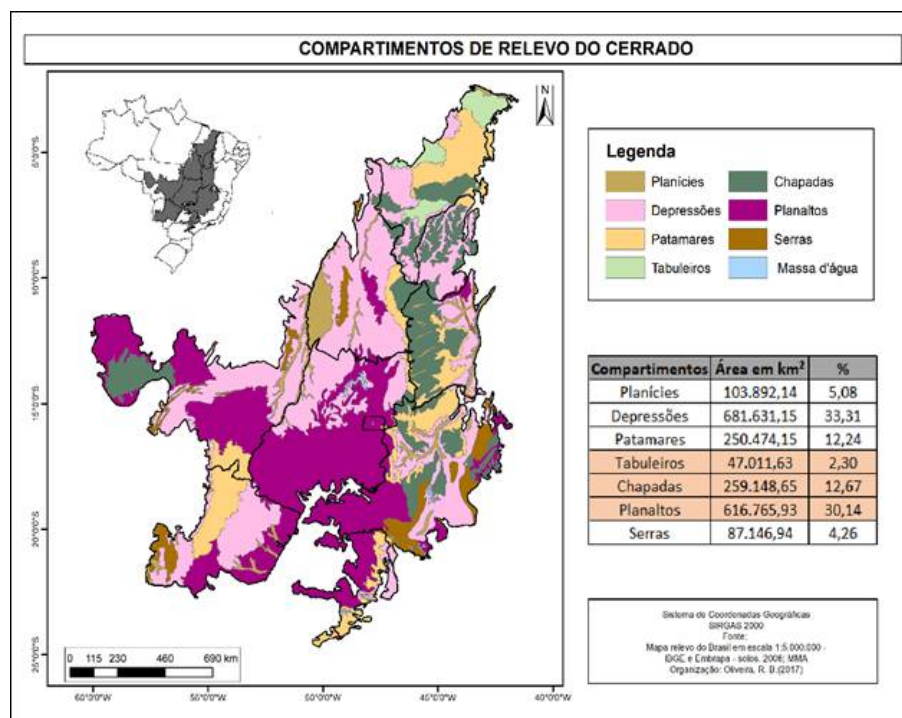 COMPARTIMENTOS DE RELEVO DO CERRADO
N
5°0'0"S
10°0'0"S
15°0'0"S
20°0'0"S
25°0'0"S
60°0'0"W
55°0'0"W
50°0'0"W
45°0'0"W
40°0'0"W
0 115 230 460 690 km
Legenda
Planícies Chapadas
Depressões Planaltos
Patamares Serras
Tabuleiros Massa d'água
Compartimentos Área em km² %
Planícies 103.892,14 5,08
Depressões 681.631,15 33,31
Patamares 250.474,15 12,24
Tabuleiros 47.011,63 2,30
Chapadas 259.148,65 12,67
Planaltos 616.765,93 30,14
Serras 87.146,94 4,26
Sistema de Coordenadas Geográficas
SIRGAS 2000
Fonte:
Mapa relevo do Brasil em escala 1:5.000.000 -
IBGE e Embrapa - solos, 2006; MMA
Organização: Oliveira, R. B.(2017)